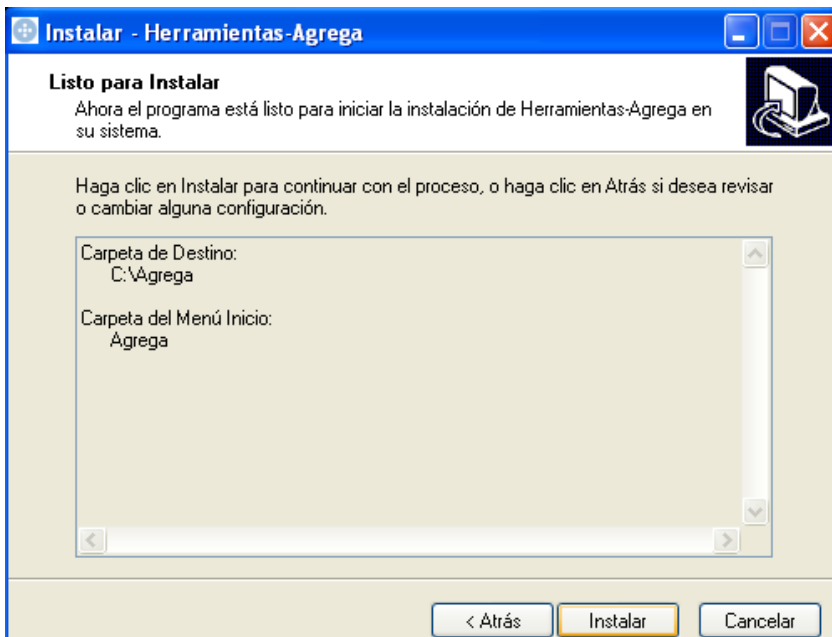 Instalar - Herramientas-Agrega
Listo para Instalar
Ahora el programa está listo para iniciar la instalación de Herramientas-Agrega en
su sistema.
Haga clic en Instalar para continuar con el proceso, o haga clic en Atrás si desea revisar
o cambiar alguna configuración.
Carpeta de Destino:
C:\Agrega
Carpeta del Menú Inicio:
Agrega
< Atrás
Instalar
Cancelar